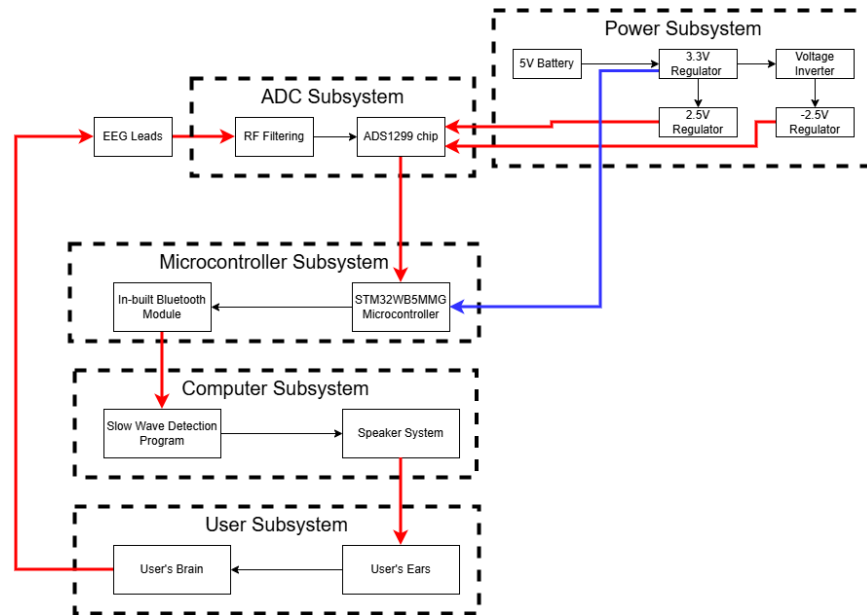 Power Subsystem
5V Battery
3.3V
Regulator
Voltage
Inverter
2.5V
Regulator
-2.5V
Regulator
ADC Subsystem
EEG Leads
RF Filtering
ADS1299 chip
Microcontroller Subsystem
In-built Bluetooth
Module
STM32WB5MMG
Microcontroller
Computer Subsystem
Slow Wave Detection
Program
Speaker System
User Subsystem
User's Brain
User's Ears